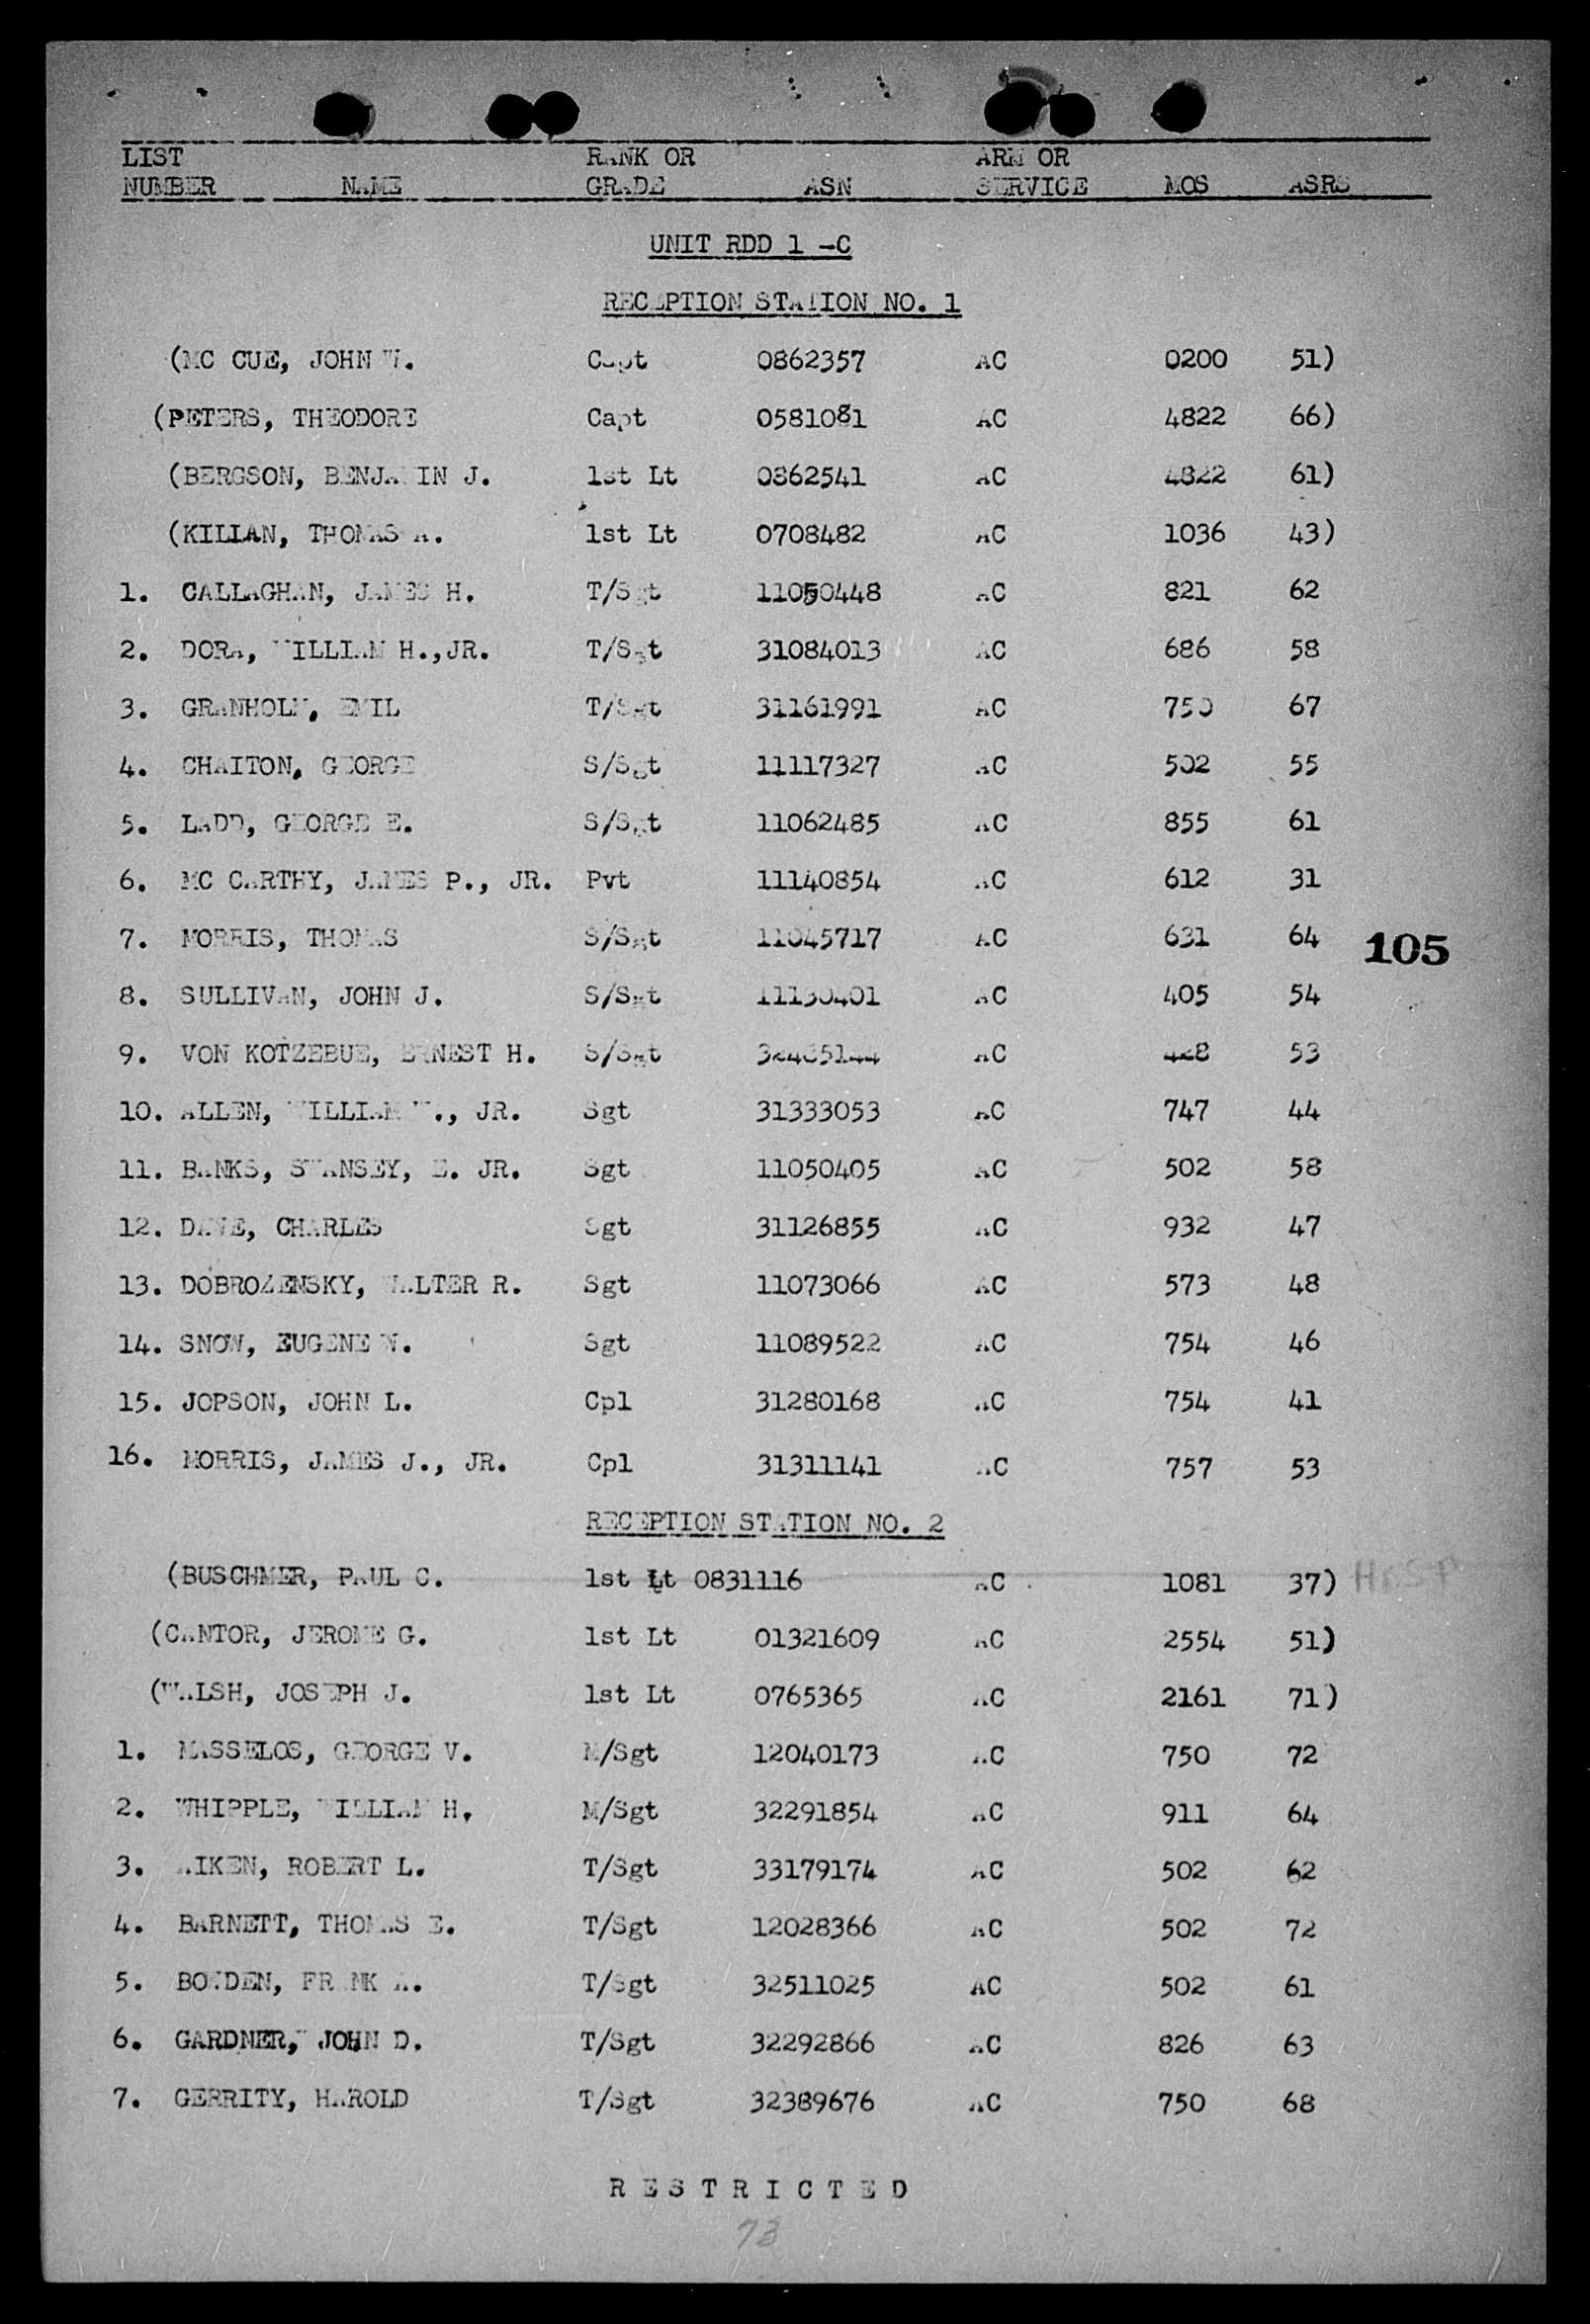 LIST RANK OR ARM OR
NUMBER NAME GRADE ASN SERVICE MOS ASRS
UNIT RDD 1 -C
RECEPTION STATION NO. 1
(MC CUE, JOHN W. Capt 0862357 AC 0200 51)
(PETERS, THEODORE Capt 0581081 AC 4822 66)
(BERGSON, BENJAMIN J. 1st Lt 0862541 AC 4822 61)
(KILIAN, THOMAS A. 1st Lt 0708482 AC 1036 43)
1. CALLAGHAN, JAMES H. T/Sgt 11050448 AC 821 62
2. DORA, WILLIAM H.,JR. T/Sgt 31084013 AC 686 58
3. GRANHOLM, EMIL T/Sgt 31161991 AC 750 67
4. CHAITON, GEORGE S/Sgt 11117327 AC 502 55
5. LADD, GEORGE E. S/Sgt 11062485 AC 855 61
6. MC CARTHY, JAMES P., JR. Pvt 11140854 AC 612 31
7. MORRIS, THOMAS S/Sgt 11045717 AC 631 64
105
8. SULLIVAN, JOHN J. S/Sgt 11130401 AC 405 54
9. VON KOTZEBUE, ERNEST H. S/Sgt AC 428 53
10. ALLEN, WILLIAM W., JR. Sgt 31333053 AC 747 44
11. BANKS, STANSEY, E. JR. Sgt 11050405 AC 502 58
12. DAVE, CHARLES Sgt 31126855 AC 932 47
13. DOBROZENSKY, WALTER R. Sgt 11073066 AC 573 48
14. SNOW, EUGENE W. Sgt 11089522 AC 754 46
15. JOPSON, JOHN L. Cpl 31280168 AC 754 41
16. MORRIS, JAMES J., JR. Cpl 31311141 AC 757 53
RECEPTION STATION NO. 2
(BUSCHMER, PAUL C. 1st Lt 0831116 AC 1081 37)
(CANTOR, JEROME G. 1st Lt 01321609 AC 2554 51)
(WALSH, JOSEPH J. 1st Lt 0765365 AC 2161 71)
1. MASSELOS, GEORGE V. M/Sgt 12040173 AC 750 72
2. WHIPPLE, WILLIAM H. M/Sgt 32291854 AC 911 64
3. AIKEN, ROBERT L. T/Sgt 33179174 AC 502 62
4. BARNETT, THOMAS E. T/Sgt 12028366 AC 502 72
5. BOWDEN, FRANK A. T/Sgt 32511025 AC 502 61
6. GARDNER, JOHN D. T/Sgt 32292866 AC 826 63
7. GERRITY, HAROLD T/Sgt 32389676 AC 750 68
R E S T R I C T E D
73